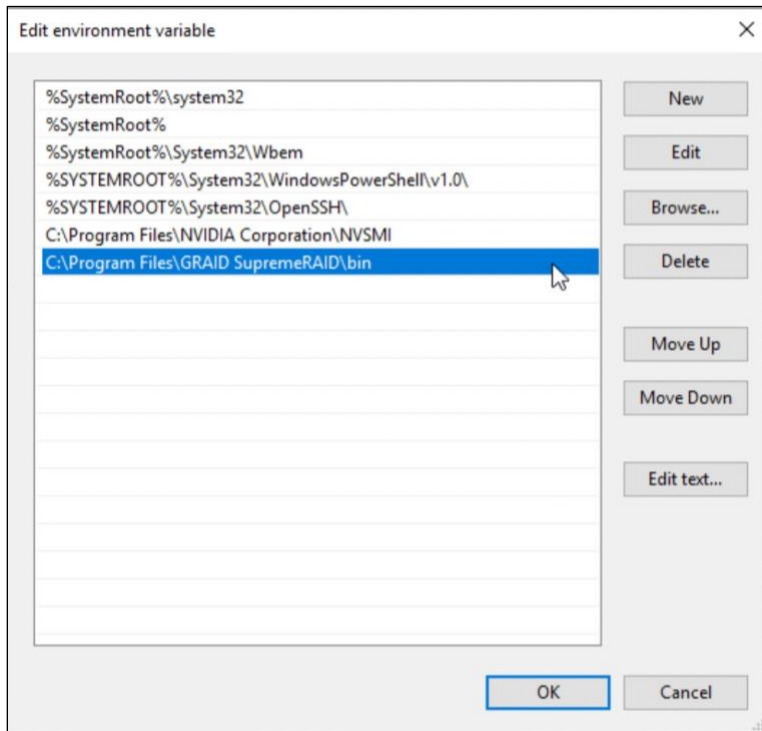 Edit environment variable
%SystemRoot%\system32
%SystemRoot%
%SystemRoot%\System32\Wbem
%SYSTEMROOT%\System32\WindowsPowerShell\v1.0\
%SYSTEMROOT%\System32\OpenSSH\
C:\Program Files\NVIDIA Corporation\NVSMI
C:\Program Files\GRAID SupremeRAID\bin
New
Edit
Browse...
Delete
Move Up
Move Down
Edit text...
OK
Cancel